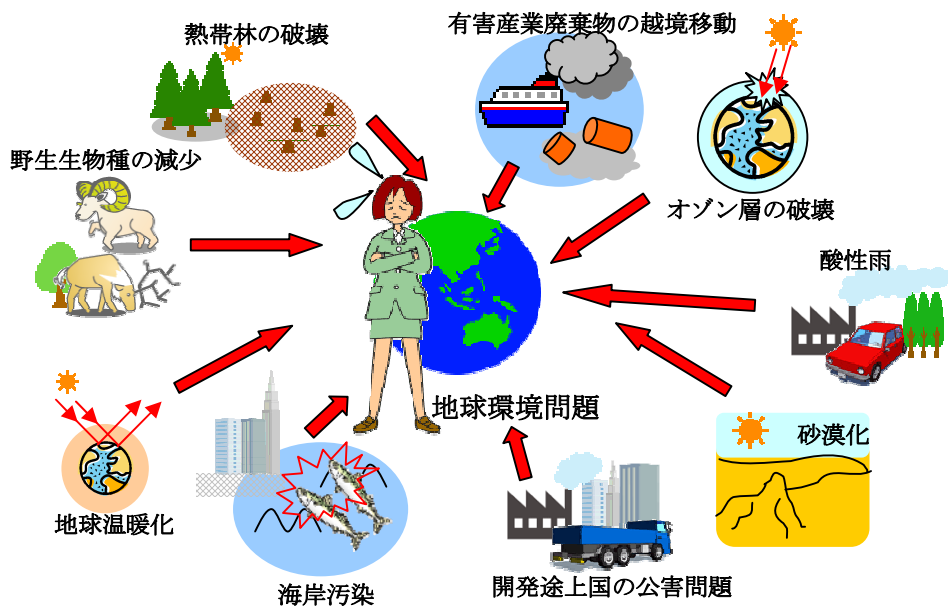 熱帯林の破壊
有害産業廃棄物の越境移動
野生生物種の減少
オゾン層の破壊
酸性雨
地球環境問題
砂漠化
地球温暖化
海岸汚染
開発途上国の公害問題